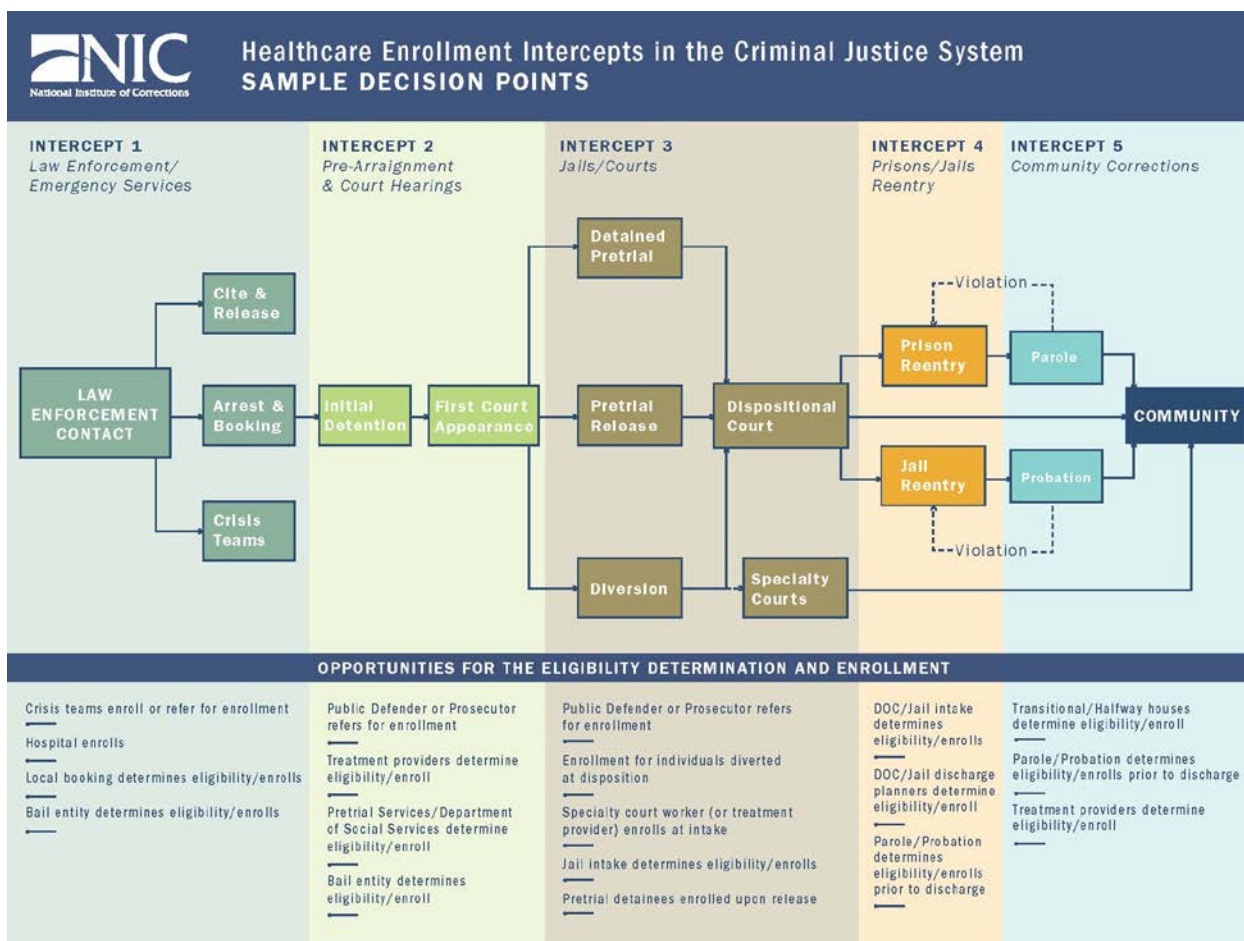 NIC
National Institute of Corrections
Healthcare Enrollment Intercepts in the Criminal Justice System
SAMPLE DECISION POINTS
INTERCEPT 1
Law Enforcement/
Emergency Services
INTERCEPT 2
Pre-Arraignment
& Court Hearings
INTERCEPT 3
Jails/Courts
INTERCEPT 4
Prisons/Jails
Reentry
INTERCEPT 5
Community Corrections
LAW
ENFORCEMENT
CONTACT
Cite &
Release
Arrest &
Booking
Crisis
Teams
Initial
Detention
First Court
Appearance
Detained
Pretrial
Pretrial
Release
Diversion
Dispositional
Court
Specialty
Courts
Violation
Prison
Reentry
Parole
Jail
Reentry
Probation
Violation
COMMUNITY
OPPORTUNITIES FOR THE ELIGIBILITY DETERMINATION AND ENROLLMENT
Crisis teams enroll or refer for enrollment
Hospital enrolls
Local booking determines eligibility/enrolls
Bail entity determines eligibility/enrolls
Public Defender or Prosecutor
refers for enrollment
Treatment providers determine
eligibility/enroll
Pretrial Services/Department
of Social Services determine
eligibility/enroll
Bail entity determines
eligibility/enroll
Public Defender or Prosecutor refers
for enrollment
Enrollment for individuals diverted
at disposition
Specialty court worker (or treatment
provider) enrolls at intake
Jail intake determines eligibility/enrolls
Pretrial detainees enrolled upon release
DOC/Jail intake
determines
eligibility/enrolls
DOC/Jail discharge
planners determine
eligibility/enroll
Parole/Probation
determines
eligibility/enrolls
prior to discharge
Transitional/Halfway houses
determine eligibility/enroll
Parole/Probation determines
eligibility/enrolls prior to discharge
Treatment providers determine
eligibility/enroll